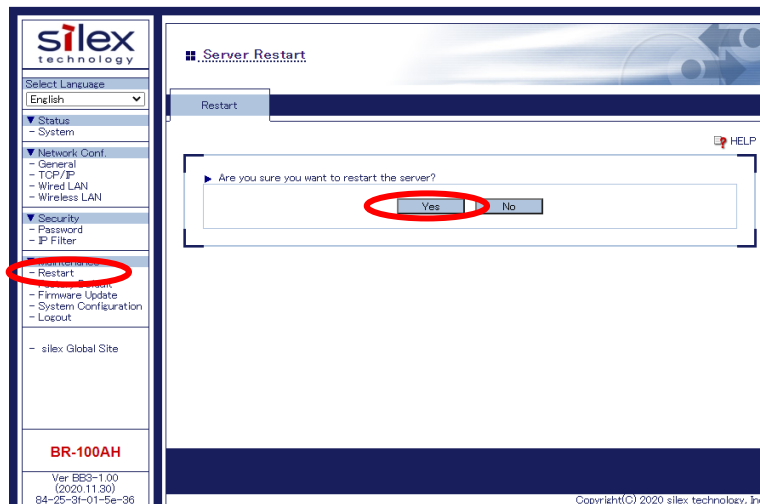 silex
technology
Select Language
English
▼ Status
- System
▼ Network Conf.
- General
- TCP/IP
- Wired LAN
- Wireless LAN
▼ Security
- Password
- IP Filter
▼ Maintenance
- Restart
- Factory Default
- Firmware Update
- System Configuration
- Logout
- silex Global Site
BR-100AH
Ver BB3-1.00
(2020.11.30)
84-25-3f-01-5e-36
Server Restart
Restart
HELP
Are you sure you want to restart the server?
Yes No
Copyright(C) 2020 silex technology,